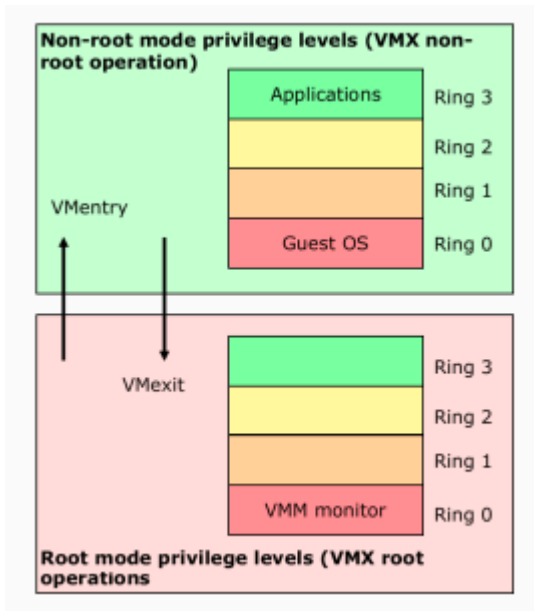 Non-root mode privilege levels (VMX non-
root operation)
Applications
Ring 3
Ring 2
Ring 1
VMentry
Guest OS
Ring 0
Ring 3
VMexit
Ring 2
Ring 1
VMM monitor
Ring 0
Root mode privilege levels (VMX root
operations